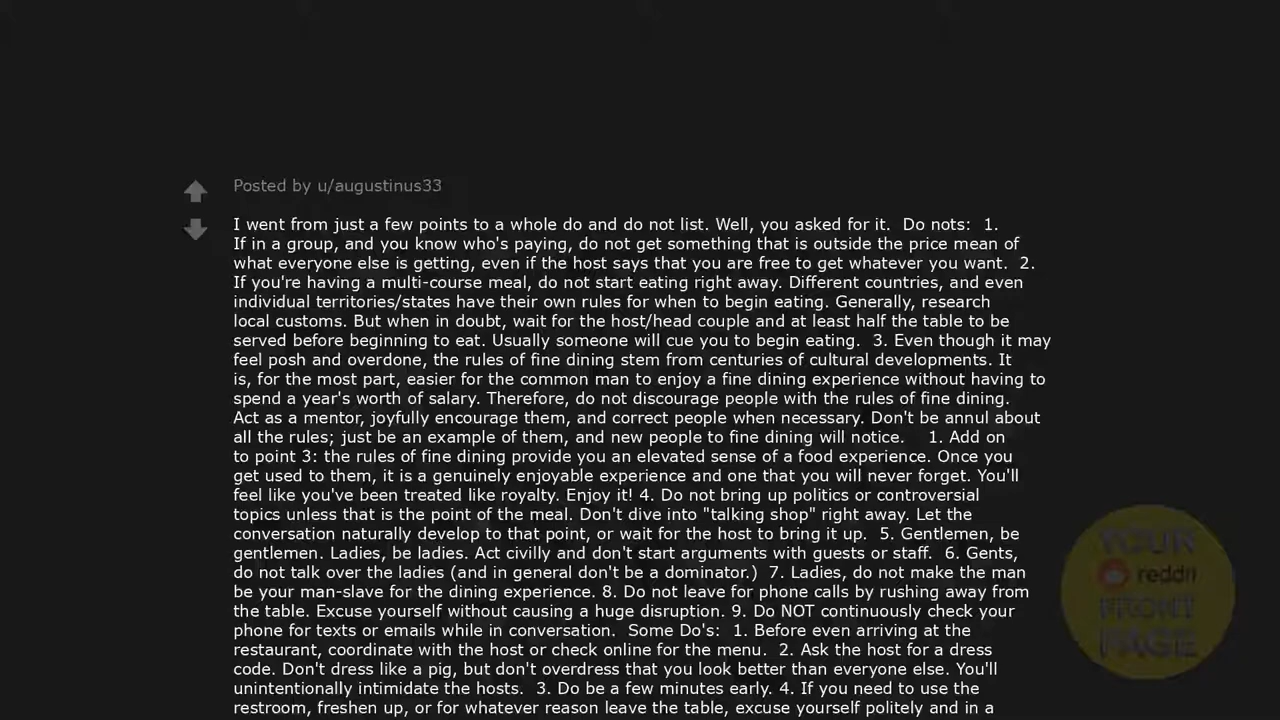 Posted by u/augustinus33
I went from just a few points to a whole do and do not list. Well, you asked for it.  Do nots:  1.
If in a group, and you know who's paying, do not get something that is outside the price mean of
what everyone else is getting, even if the host says that you are free to get whatever you want.  2.
If you're having a multi-course meal, do not start eating right away. Different countries, and even
individual territories/states have their own rules for when to begin eating. Generally, research
local customs. But when in doubt, wait for the host/head couple and at least half the table to be
served before beginning to eat. Usually someone will cue you to begin eating.  3. Even though it may
feel posh and overdone, the rules of fine dining stem from centuries of cultural developments. It
is, for the most part, easier for the common man to enjoy a fine dining experience without having to
spend a year's worth of salary. Therefore, do not discourage people with the rules of fine dining.
Act as a mentor, joyfully encourage them, and correct people when necessary. Don't be annul about
all the rules; just be an example of them, and new people to fine dining will notice.    1. Add on
to point 3: the rules of fine dining provide you an elevated sense of a food experience. Once you
get used to them, it is a genuinely enjoyable experience and one that you will never forget. You'll
feel like you've been treated like royalty. Enjoy it! 4. Do not bring up politics or controversial
topics unless that is the point of the meal. Don't dive into "talking shop" right away. Let the
conversation naturally develop to that point, or wait for the host to bring it up.  5. Gentlemen, be
gentlemen. Ladies, be ladies. Act civilly and don't start arguments with guests or staff.  6. Gents,
do not talk over the ladies (and in general don't be a dominator.)  7. Ladies, do not make the man
be your man-slave for the dining experience. 8. Do not leave for phone calls by rushing away from
the table. Excuse yourself without causing a huge disruption. 9. Do NOT continuously check your
phone for texts or emails while in conversation.  Some Do's:  1. Before even arriving at the
restaurant, coordinate with the host or check online for the menu.  2. Ask the host for a dress
code. Don't dress like a pig, but don't overdress that you look better than everyone else. You'll
unintentionally intimidate the hosts.  3. Do be a few minutes early. 4. If you need to use the
restroom, freshen up, or for whatever reason leave the table, excuse yourself politely and in a
YOUR
reddit
FRONT
PAGE